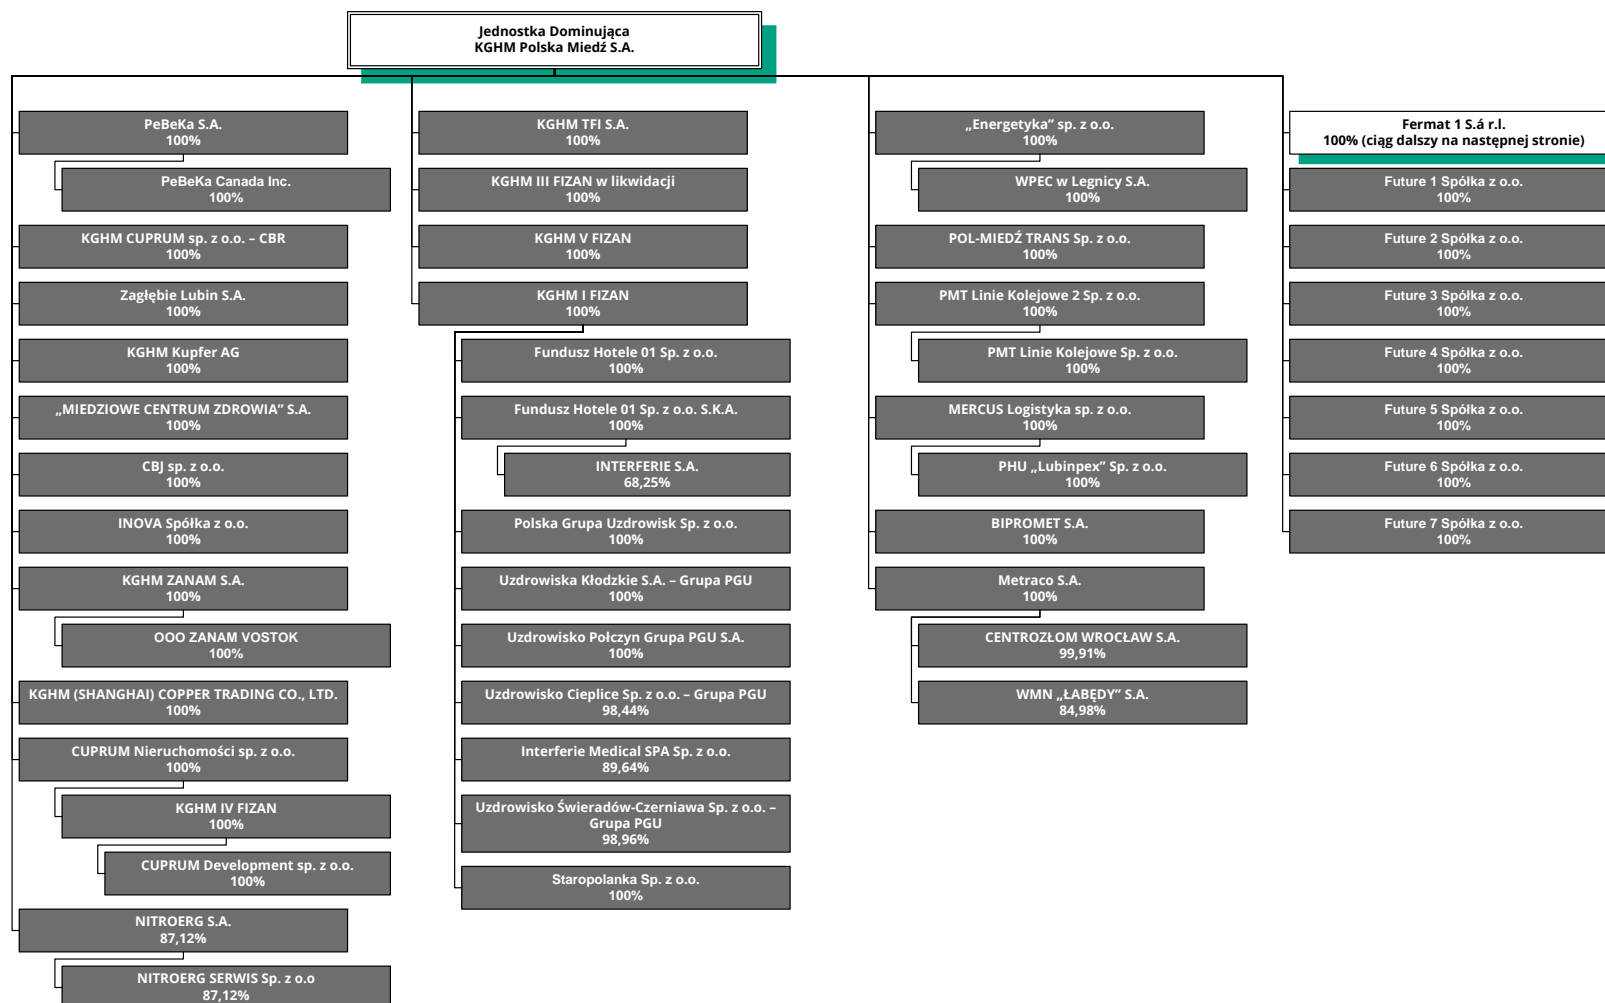 Jednostka Dominująca
KGHM Polska Miedź S.A.
PeBeKa S.A.
100%
PeBeKa Canada Inc.
100%
KGHM CUPRUM sp. z o.o. – CBR
100%
Zagłębie Lubin S.A.
100%
KGHM Kupfer AG
100%
„MIEDZIOWE CENTRUM ZDROWIA” S.A.
100%
CBJ sp. z o.o.
100%
INOVA Spółka z o.o.
100%
KGHM ZANAM S.A.
100%
OOO ZANAM VOSTOK
100%
KGHM (SHANGHAI) COPPER TRADING CO., LTD.
100%
CUPRUM Nieruchomości sp. z o.o.
100%
KGHM IV FIZAN
100%
CUPRUM Development sp. z o.o.
100%
NITROERG S.A.
87,12%
NITROERG SERWIS Sp. z o.o
87,12%
KGHM TFI S.A.
100%
KGHM III FIZAN w likwidacji
100%
KGHM V FIZAN
100%
KGHM I FIZAN
100%
Fundusz Hotele 01 Sp. z o.o.
100%
Fundusz Hotele 01 Sp. z o.o. S.K.A.
100%
INTERFERIE S.A.
68,25%
Polska Grupa Uzdrowisk Sp. z o.o.
100%
Uzdrowiska Kłodzkie S.A. – Grupa PGU
100%
Uzdrowisko Połczyn Grupa PGU S.A.
100%
Uzdrowisko Cieplice Sp. z o.o. – Grupa PGU
98,44%
Interferie Medical SPA Sp. z o.o.
89,64%
Uzdrowisko Świeradów-Czerniawa Sp. z o.o. –
Grupa PGU
98,96%
Staropolanka Sp. z o.o.
100%
„Energetyka” sp. z o.o.
100%
WPEC w Legnicy S.A.
100%
POL-MIEDŹ TRANS Sp. z o.o.
100%
PMT Linie Kolejowe 2 Sp. z o.o.
100%
PMT Linie Kolejowe Sp. z o.o.
100%
MERCUS Logistyka sp. z o.o.
100%
PHU „Lubinpex” Sp. z o.o.
100%
BIPROMET S.A.
100%
Metraco S.A.
100%
CENTROZŁOM WROCŁAW S.A.
99,91%
WMN „ŁABĘDY” S.A.
84,98%
Fermat 1 S.á r.l.
100% (ciąg dalszy na następnej stronie)
Future 1 Spółka z o.o.
100%
Future 2 Spółka z o.o.
100%
Future 3 Spółka z o.o.
100%
Future 4 Spółka z o.o.
100%
Future 5 Spółka z o.o.
100%
Future 6 Spółka z o.o.
100%
Future 7 Spółka z o.o.
100%